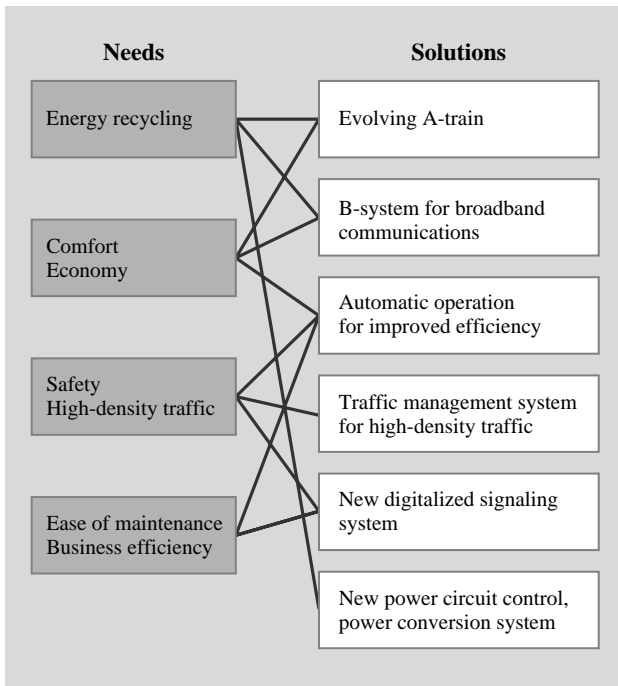 Needs
Solutions
Energy recycling
Comfort
Economy
Safety
High-density traffic
Ease of maintenance
Business efficiency
Evolving A-train
B-system for broadband
communications
Automatic operation
for improved efficiency
Traffic management system
for high-density traffic
New digitalized signaling
system
New power circuit control,
power conversion system